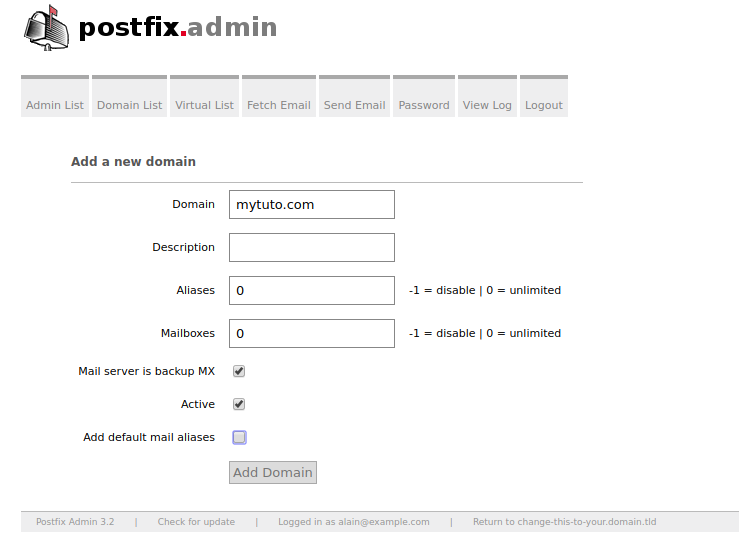 postfix.admin
Admin List Domain List Virtual List Fetch Email Send Email Password View Log Logout
Add a new domain
Domain mytuto.com
Description
Aliases 0 -1 = disable | 0 = unlimited
Mailboxes 0 -1 = disable | 0 = unlimited
Mail server is backup MX
Active
Add default mail aliases
Add Domain
Postfix Admin 3.2 | Check for update | Logged in as alain@example.com | Return to change-this-to-your.domain.tld